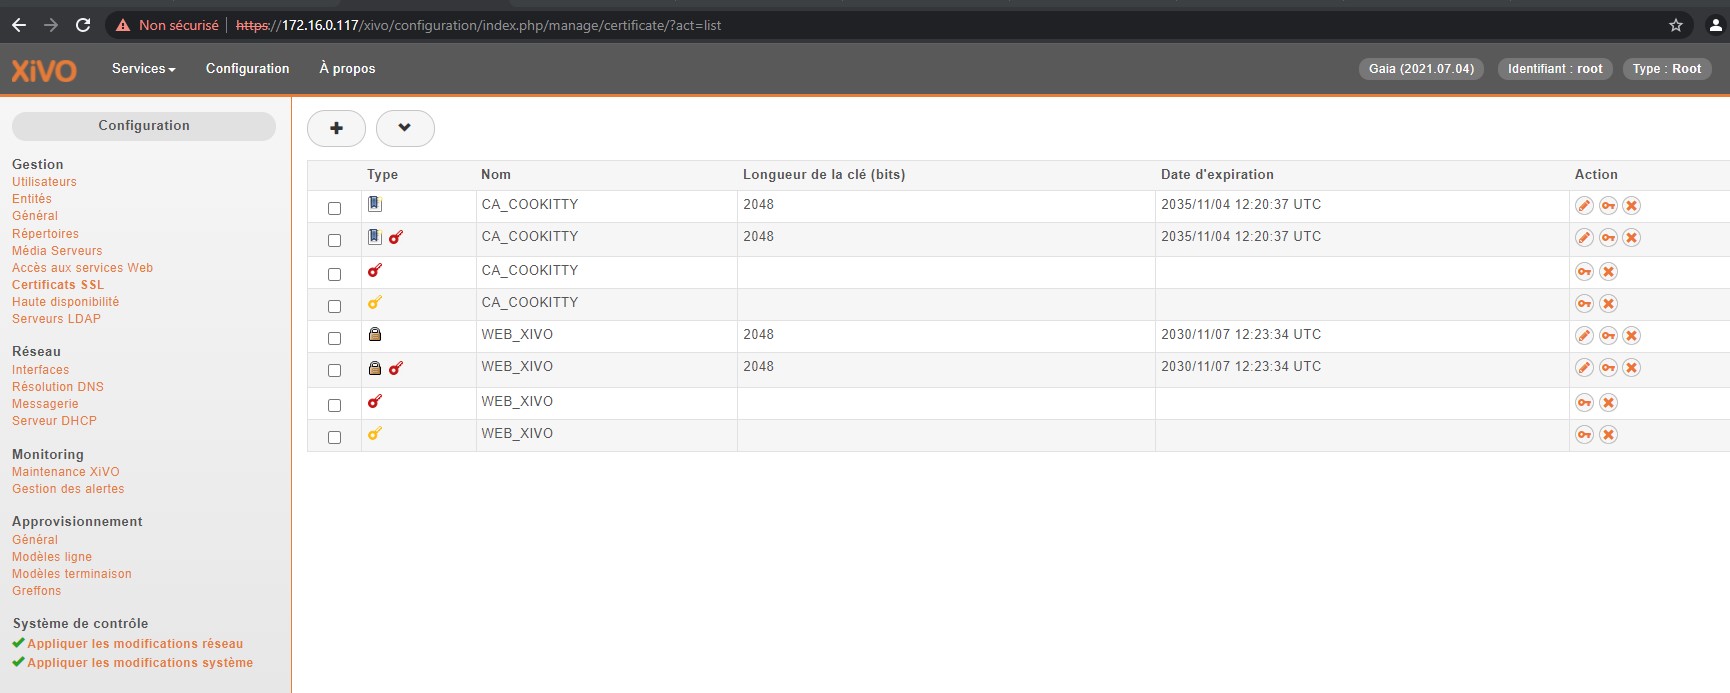 Non sécurisé | https://172.16.0.117/xivo/configuration/index.php/manage/certificate/?act=list
XiVO Services Configuration À propos Gaia (2021.07.04) Identifiant : root Type : Root
Configuration
Gestion
Utilisateurs
Entités
Général
Répertoires
Média Serveurs
Accès aux services Web
Certificats SSL
Haute disponibilité
Serveurs LDAP
Réseau
Interfaces
Résolution DNS
Messagerie
Serveur DHCP
Monitoring
Maintenance XiVO
Gestion des alertes
Approvisionnement
Général
Modèles ligne
Modèles terminaison
Greffons
Système de contrôle
Appliquer les modifications réseau
Appliquer les modifications système
Type Nom Longueur de la clé (bits) Date d'expiration Action
CA_COOKITTY 2048 2035/11/04 12:20:37 UTC
CA_COOKITTY 2048 2035/11/04 12:20:37 UTC
CA_COOKITTY
CA_COOKITTY
WEB_XIVO 2048 2030/11/07 12:23:34 UTC
WEB_XIVO 2048 2030/11/07 12:23:34 UTC
WEB_XIVO
WEB_XIVO